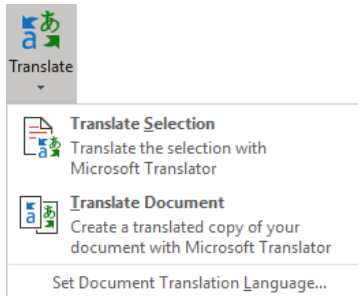 Translate
Translate Selection
Translate the selection with
Microsoft Translator
Translate Document
Create a translated copy of your
document with Microsoft Translator
Set Document Translation Language...